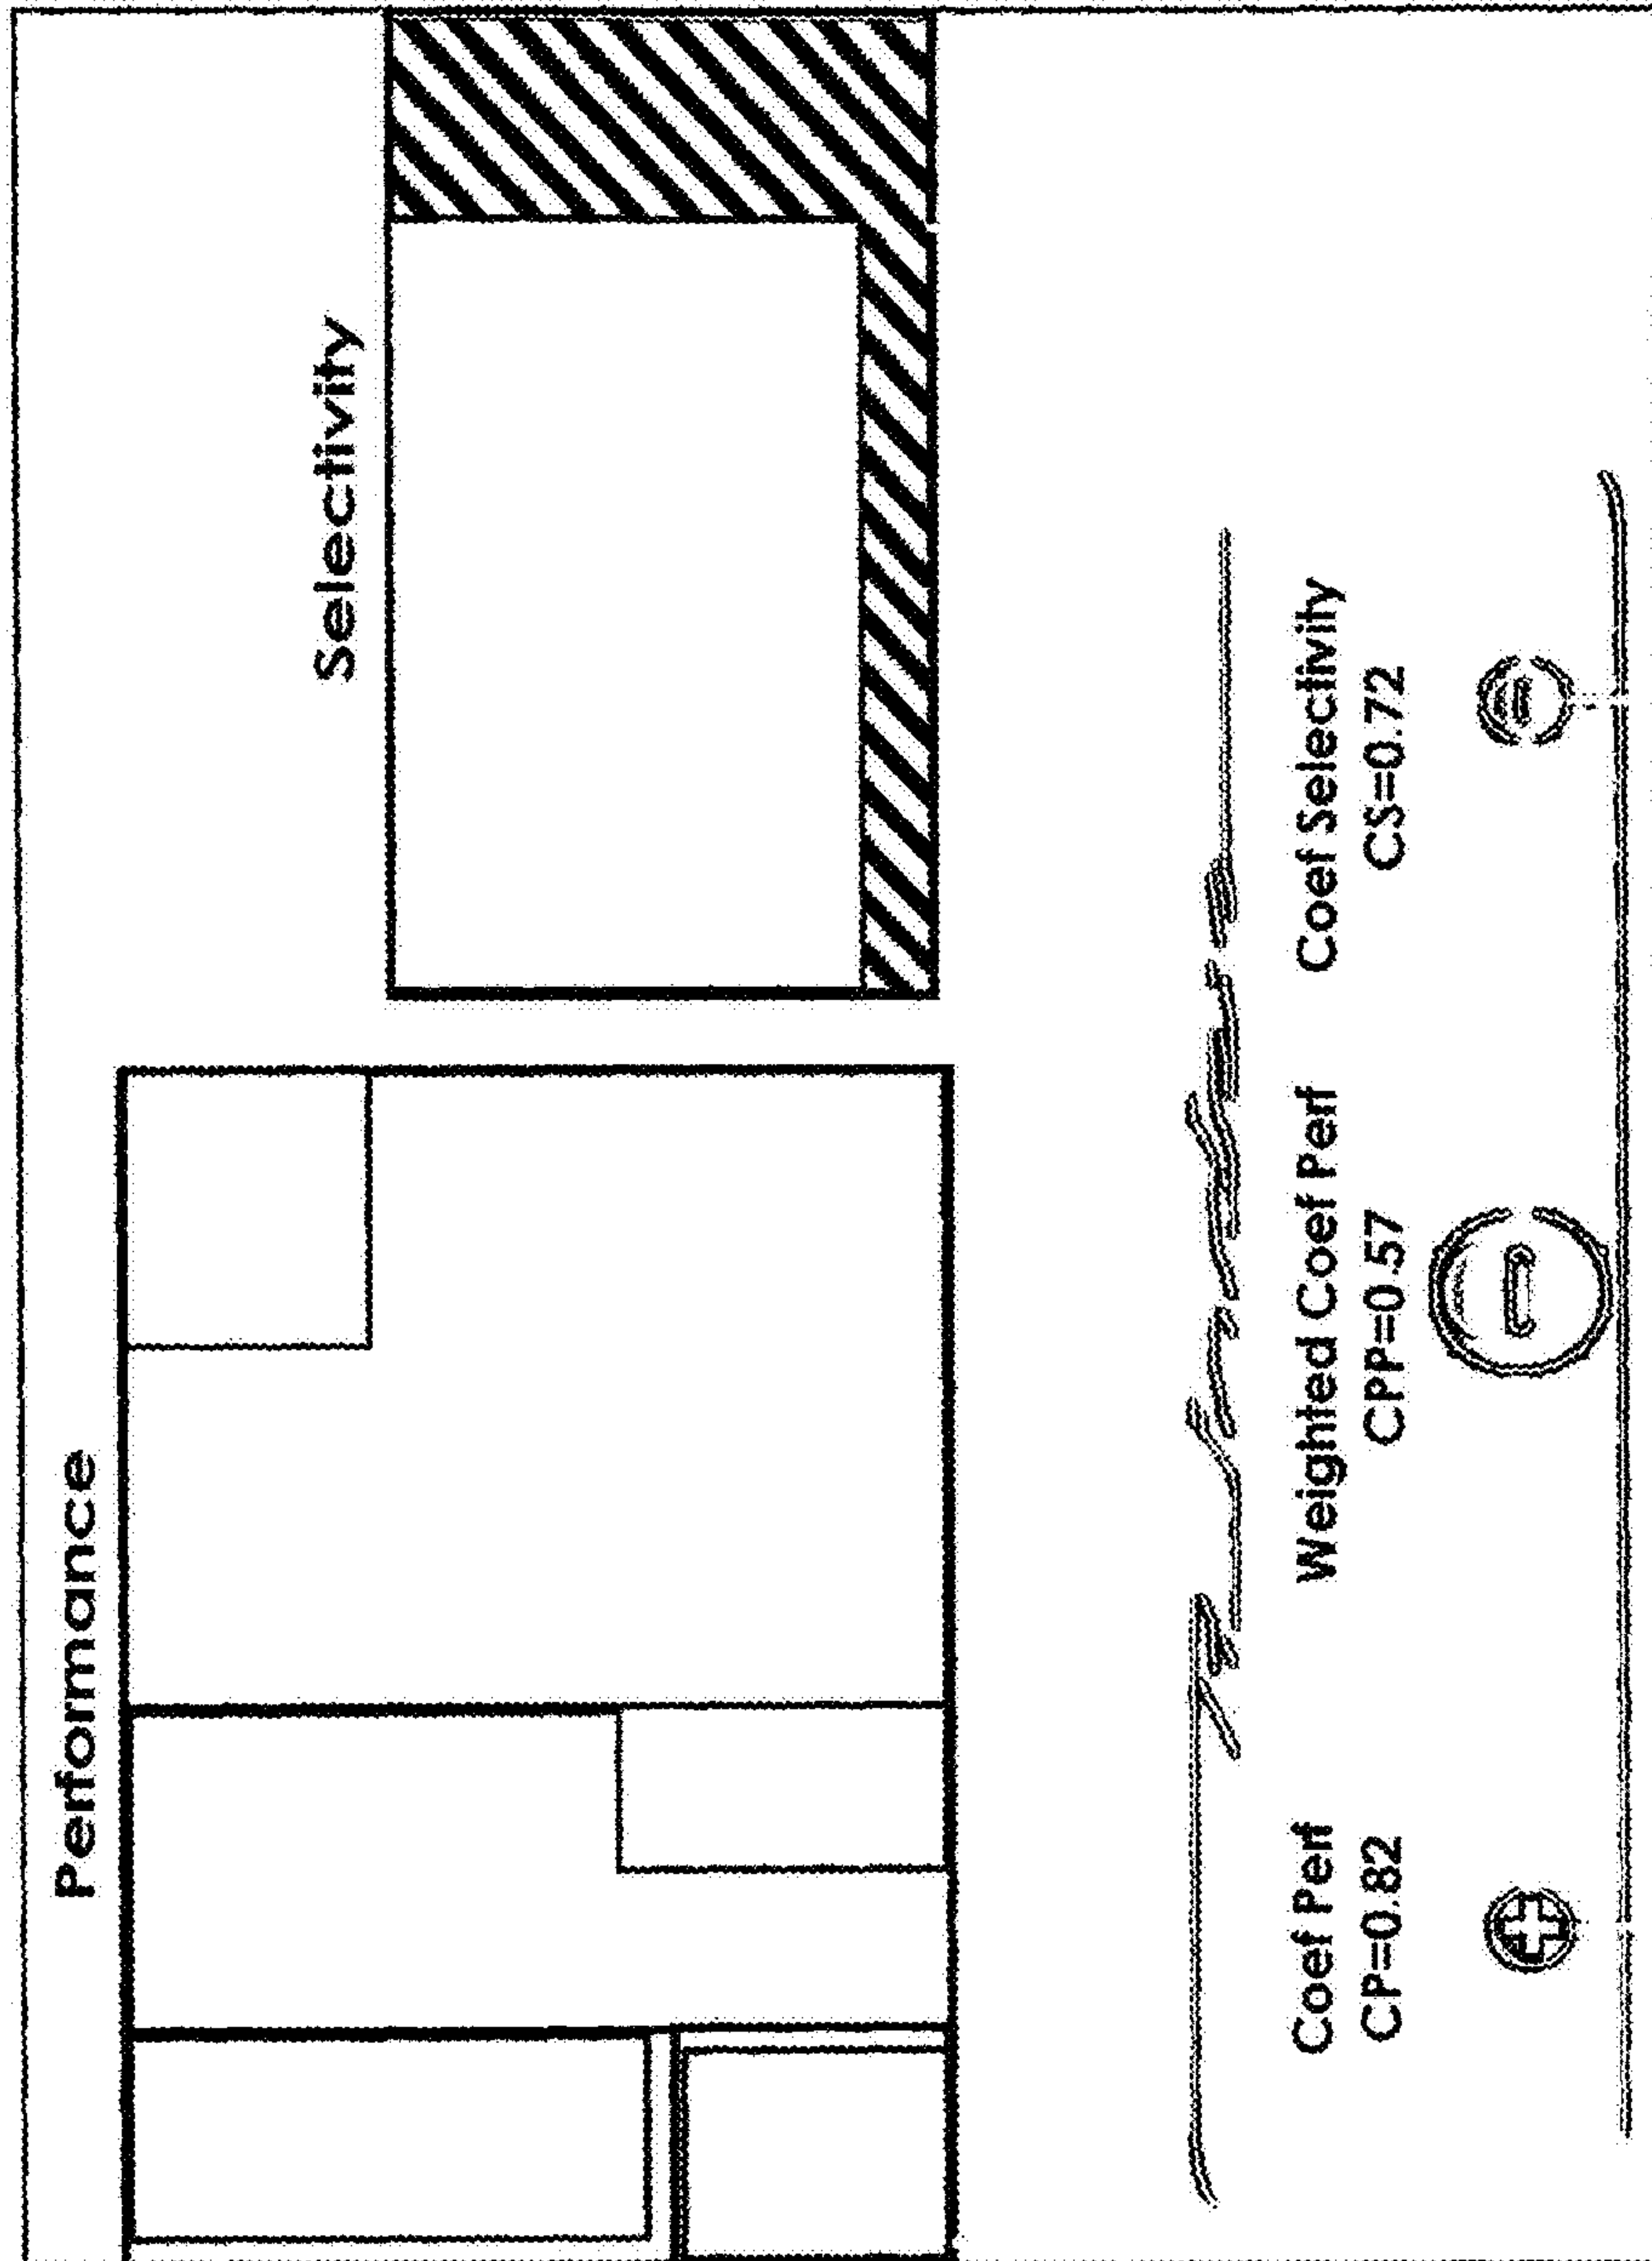 Performance
Selectivity
Coef Perf
CP=0.82
Weighted Coef Perf
CPP=0.57
Coef Selectivity
CS=0.72